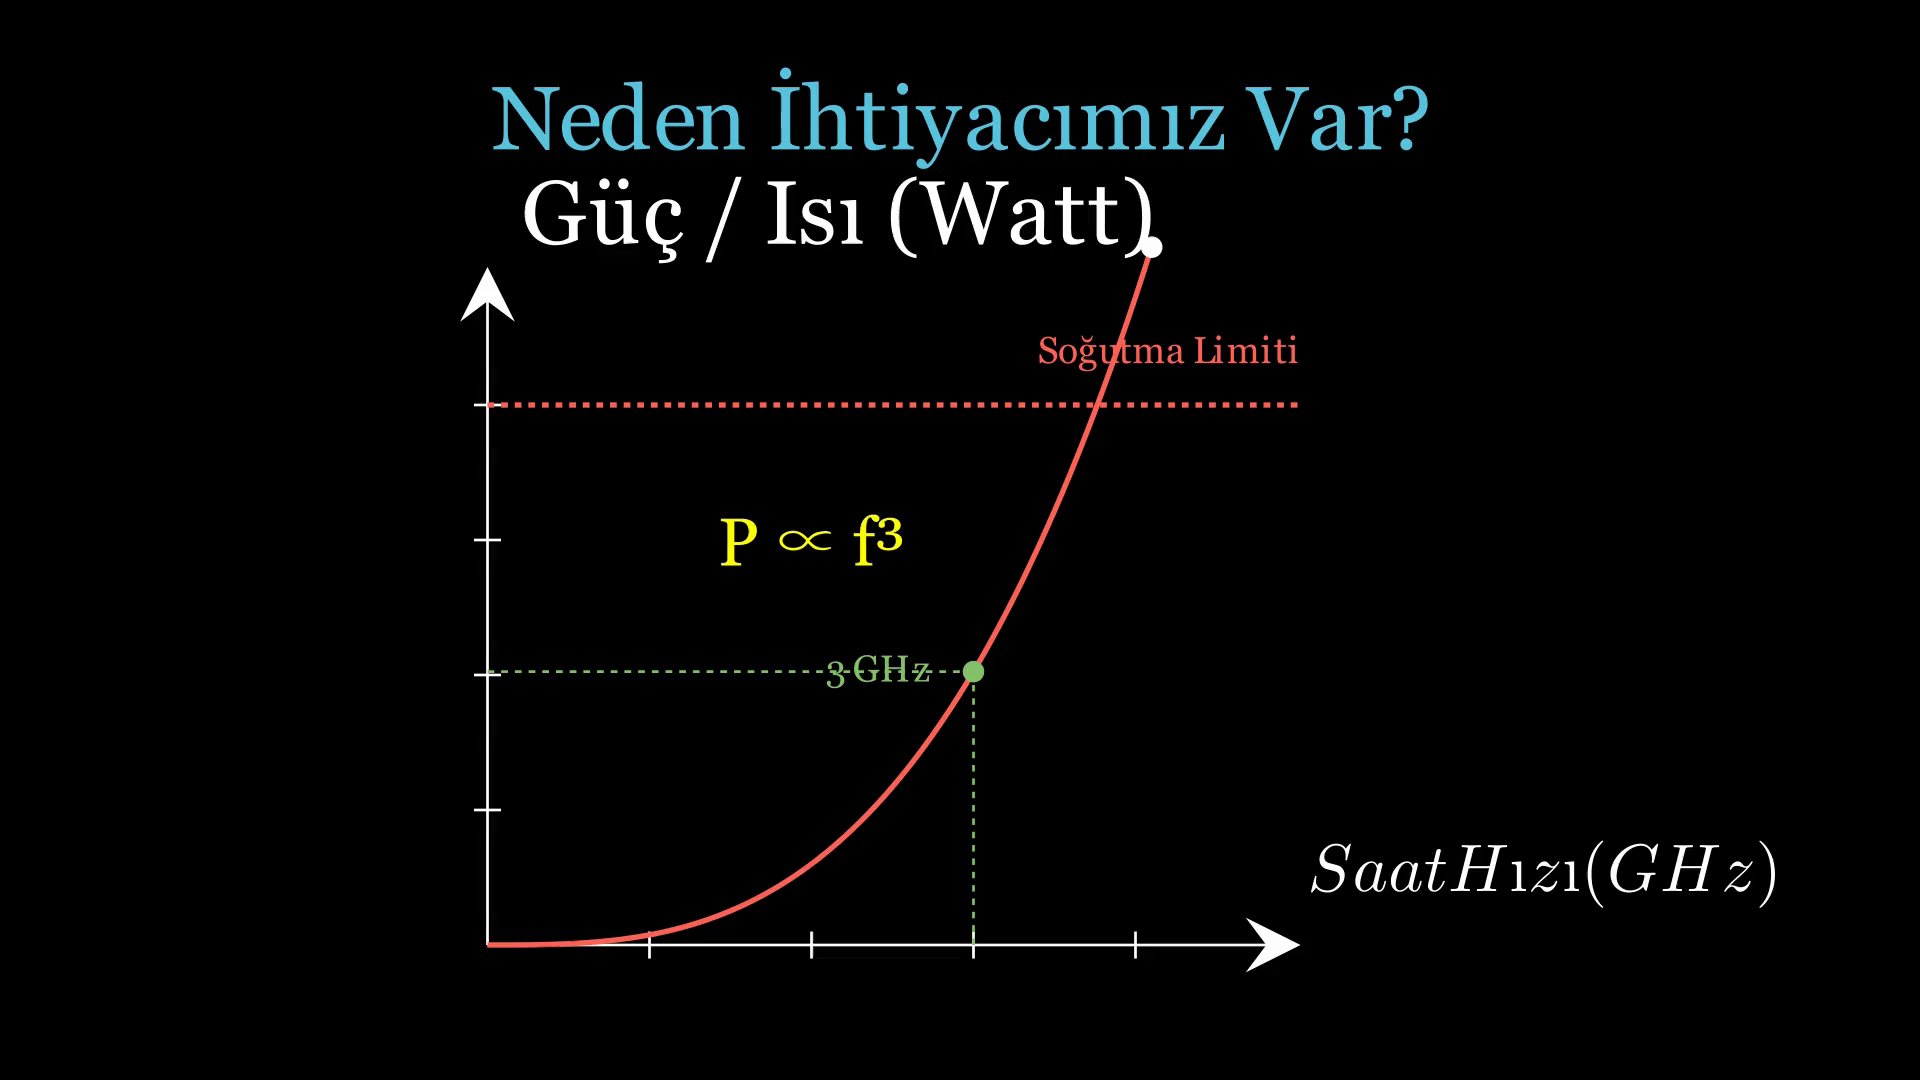 Neden İhtiyacımız Var?
Güç / Isı (Watt)
Soğutma Limiti
P ∝ f³
3 GHz
SaatHızı(GHz)